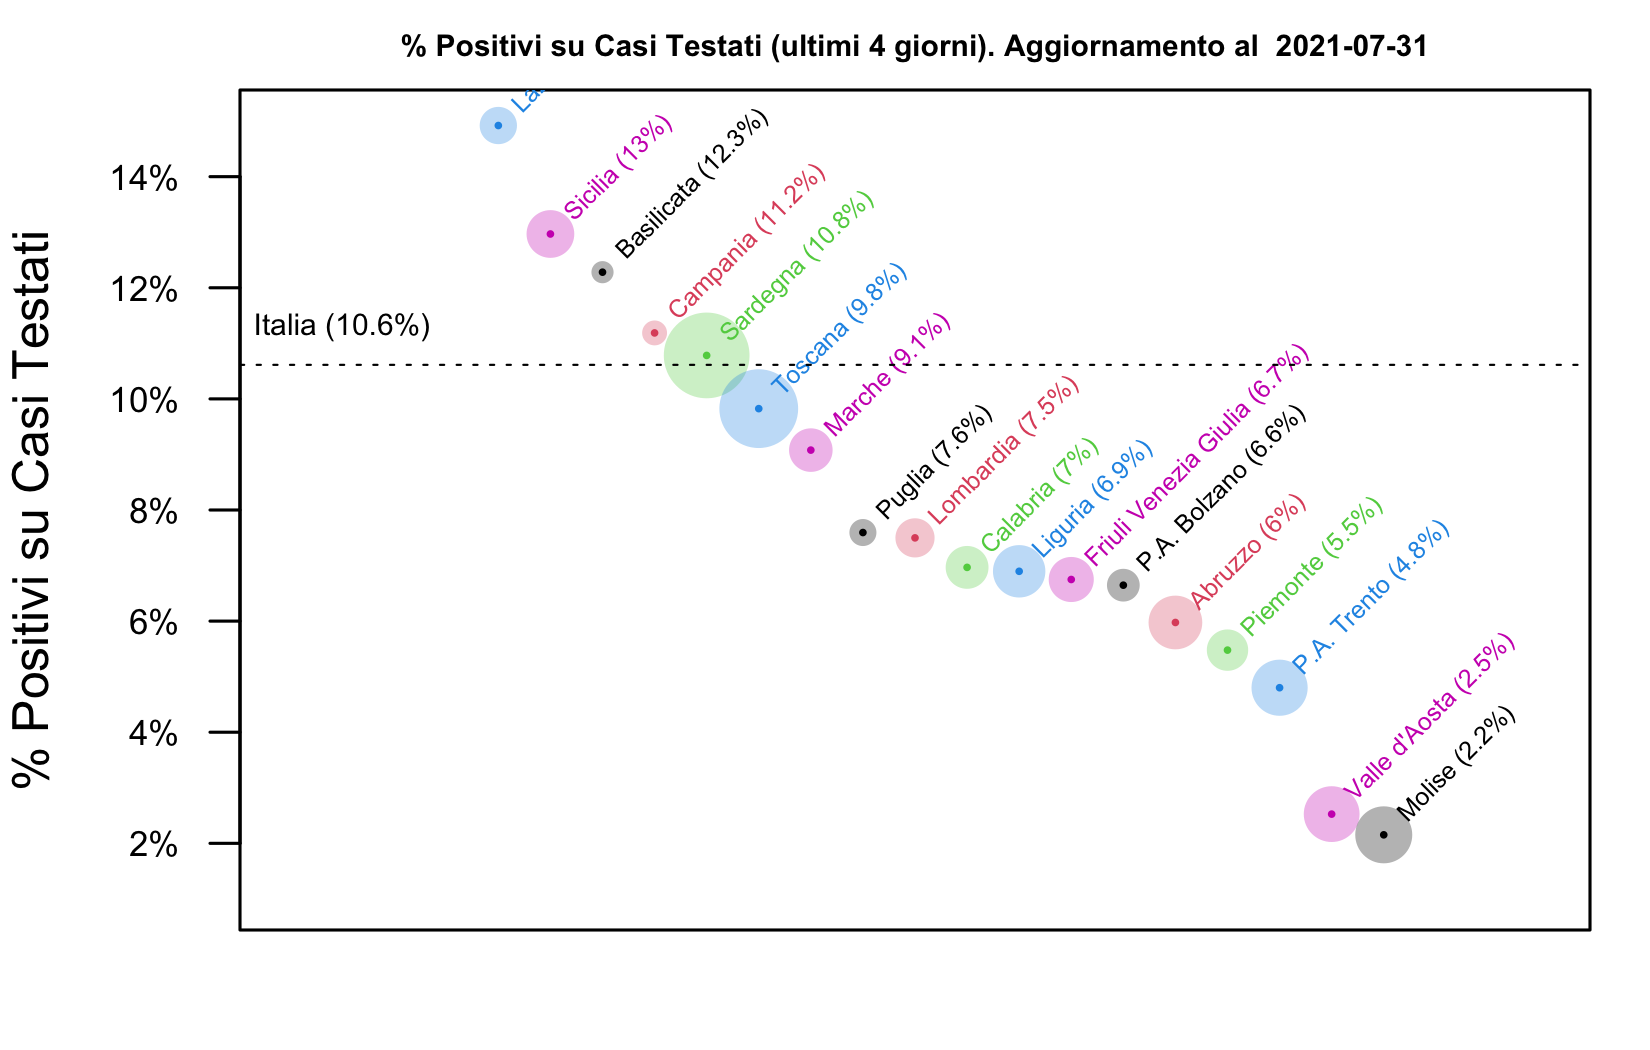 % Positivi su Casi Testati (ultimi 4 giorni). Aggiornamento al 2021-07-31
% Positivi su Casi Testati
14%
12%
10%
8%
6%
4%
2%
Italia (10.6%)
Sicilia (13%)
Basilicata (12.3%)
Campania (11.2%)
Sardegna (10.8%)
Toscana (9.8%)
Marche (9.1%)
Puglia (7.6%)
Lombardia (7.5%)
Calabria (7%)
Liguria (6.9%)
Friuli Venezia Giulia (6.7%)
P.A. Bolzano (6.6%)
Abruzzo (6%)
Piemonte (5.5%)
P.A. Trento (4.8%)
Valle d'Aosta (2.5%)
Molise (2.2%)